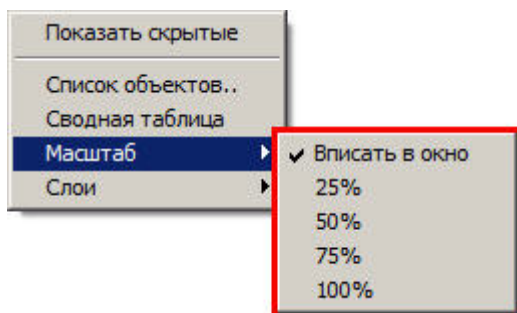 Показать скрытые
Список объектов..
Сводная таблица
Масштаб
Слои
Вписать в окно
25%
50%
75%
100%